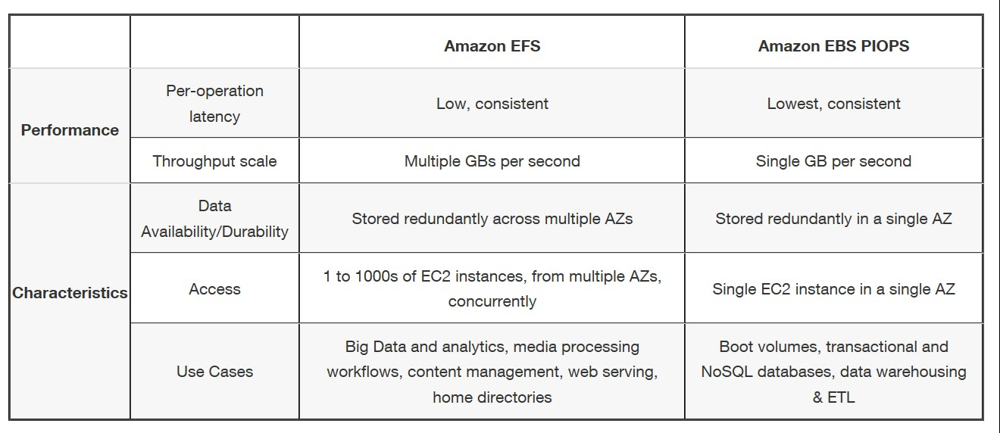 Amazon EFS
Amazon EBS PIOPS
Performance
Per-operation
latency
Low, consistent
Lowest, consistent
Throughput scale
Multiple GBs per second
Single GB per second
Characteristics
Data
Availability/Durability
Stored redundantly across multiple AZs
Stored redundantly in a single AZ
Access
1 to 1000s of EC2 instances, from multiple AZs,
concurrently
Single EC2 instance in a single AZ
Use Cases
Big Data and analytics, media processing
workflows, content management, web serving,
home directories
Boot volumes, transactional and
NoSQL databases, data warehousing
& ETL